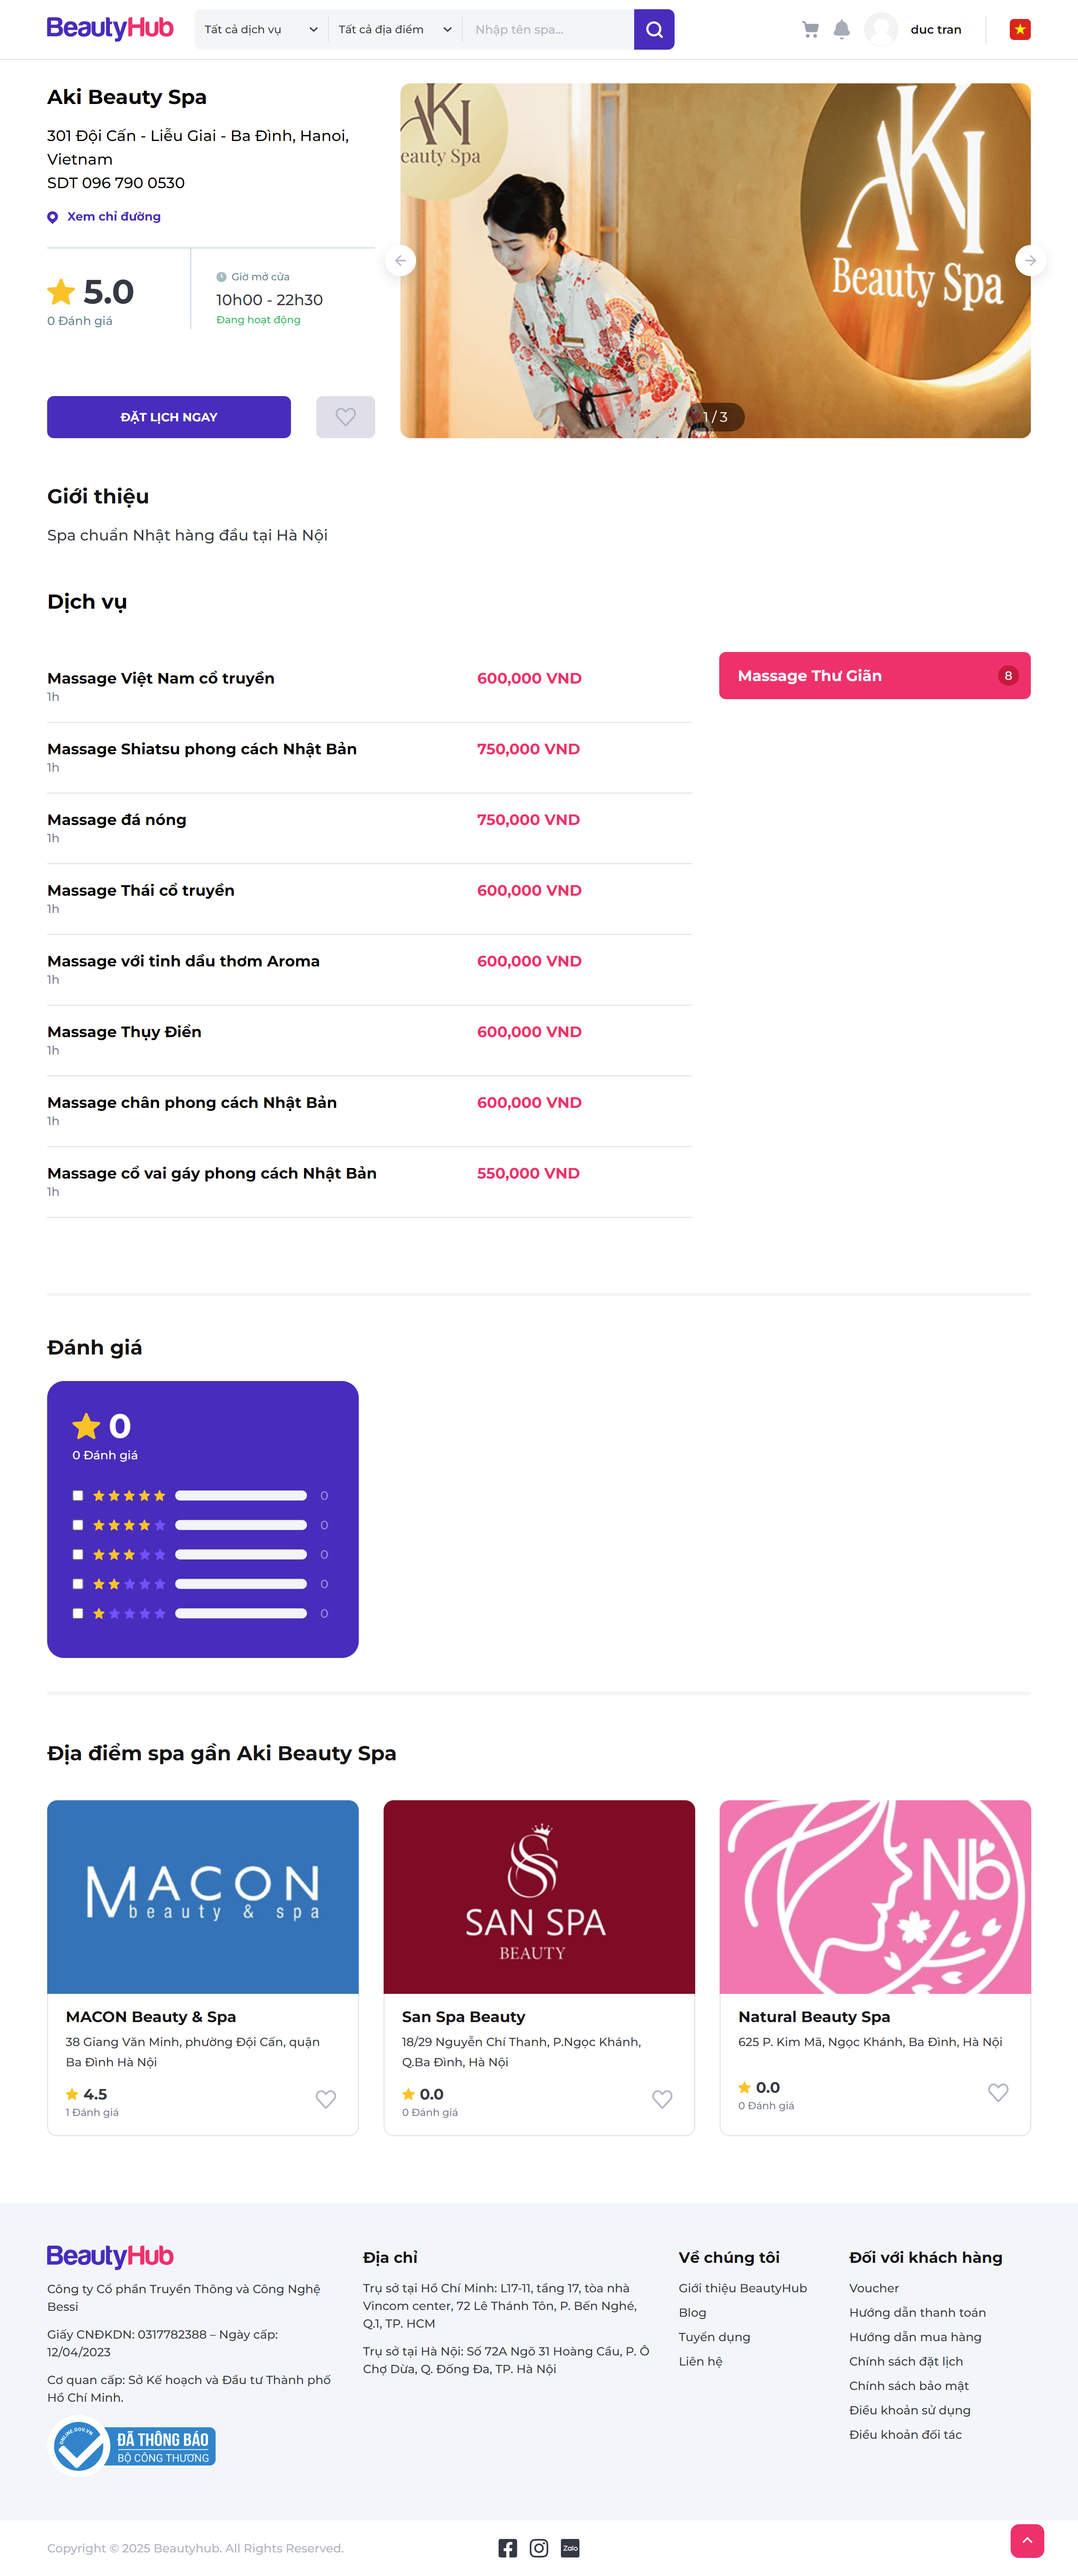 BeautyHub
Tất cả dịch vụ
Tất cả địa điểm
Nhập tên spa...
duc tran
Aki Beauty Spa
301 Đội Cấn - Liễu Giai - Ba Đình, Hanoi,
Vietnam
SDT 096 790 0530
Xem chỉ đường
5.0
0 Đánh giá
Giờ mở cửa
10h00 - 22h30
Đang hoạt động
ĐẶT LỊCH NGAY
AKI
eauty Spa
AKI
Beauty Spa
1 / 3
Giới thiệu
Spa chuẩn Nhật hàng đầu tại Hà Nội
Dịch vụ
Massage Việt Nam cổ truyền
600,000 VND
1h
Massage Shiatsu phong cách Nhật Bản
750,000 VND
1h
Massage đá nóng
750,000 VND
1h
Massage Thái cổ truyền
600,000 VND
1h
Massage với tinh dầu thơm Aroma
600,000 VND
1h
Massage Thụy Điển
600,000 VND
1h
Massage chân phong cách Nhật Bản
600,000 VND
1h
Massage cổ vai gáy phong cách Nhật Bản
550,000 VND
1h
Massage Thư Giãn
8
Đánh giá
0
0 Đánh giá
0
0
0
0
0
Địa điểm spa gần Aki Beauty Spa
MACON
beauty & spa
MACON Beauty & Spa
38 Giang Văn Minh, phường Đội Cấn, quận
Ba Đình Hà Nội
4.5
1 Đánh giá
SAN SPA
BEAUTY
San Spa Beauty
18/29 Nguyễn Chí Thanh, P.Ngọc Khánh,
Q.Ba Đình, Hà Nội
0.0
0 Đánh giá
Nb
Natural Beauty Spa
625 P. Kim Mã, Ngọc Khánh, Ba Đình, Hà Nội
0.0
0 Đánh giá
BeautyHub
Công ty Cổ phần Truyền Thông và Công Nghệ
Bessi
Giấy CNĐKDN: 0317782388 – Ngày cấp:
12/04/2023
Cơ quan cấp: Sở Kế hoạch và Đầu tư Thành phố
Hồ Chí Minh.
ONLINE.GOV.VN
ĐÃ THÔNG BÁO
BỘ CÔNG THƯƠNG
Địa chỉ
Trụ sở tại Hồ Chí Minh: L17-11, tầng 17, tòa nhà
Vincom center, 72 Lê Thánh Tôn, P. Bến Nghé,
Q.1, TP. HCM
Trụ sở tại Hà Nội: Số 72A Ngõ 31 Hoàng Cầu, P. Ô
Chợ Dừa, Q. Đống Đa, TP. Hà Nội
Về chúng tôi
Giới thiệu BeautyHub
Blog
Tuyển dụng
Liên hệ
Đối với khách hàng
Voucher
Hướng dẫn thanh toán
Hướng dẫn mua hàng
Chính sách đặt lịch
Chính sách bảo mật
Điều khoản sử dụng
Điều khoản đối tác
Copyright © 2025 Beautyhub. All Rights Reserved.
Zalo